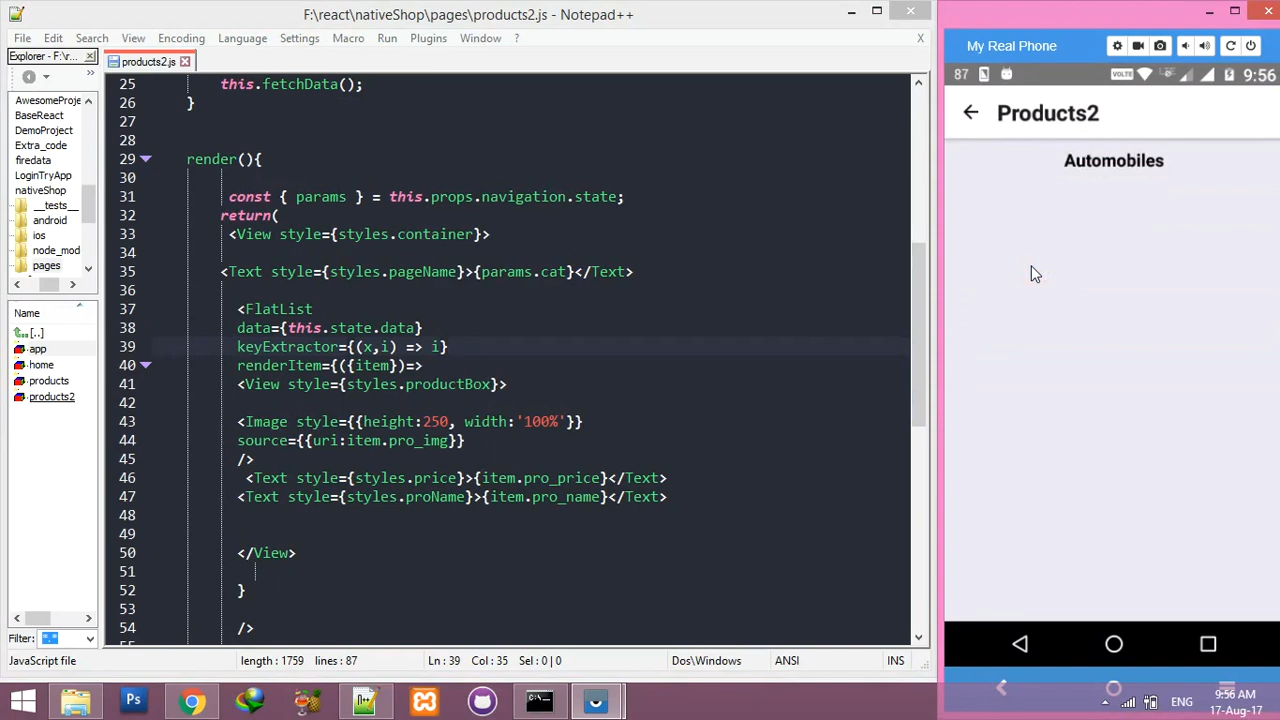 F:\react\nativeShop\pages\products2.js - Notepad++
File Edit Search View Encoding Language Settings Macro Run Plugins Window ? X
Explorer - F:\r...
products2.js
AwesomeProje
BaseReact
DemoProject
Extra_code
firedata
LoginTryApp
nativeShop
__tests__
android
ios
node_mod
pages
Name
[..]
app
home
products
products2
Filter:
25 this.fetchData();
26 }
27
28
29 render(){
30
31 const { params } = this.props.navigation.state;
32 return(
33 <View style={styles.container}>
34
35 <Text style={styles.pageName}>{params.cat}</Text>
36
37 <FlatList
38 data={this.state.data}
39 keyExtractor={(x,i) => i}
40 renderItem={({item})=>
41 <View style={styles.productBox}>
42
43 <Image style={{height:250, width:'100%'}}
44 source={{uri:item.pro_img}}
45 />
46 <Text style={styles.price}>{item.pro_price}</Text>
47 <Text style={styles.proName}>{item.pro_name}</Text>
48
49
50 </View>
51
52 }
53
54 />
JavaScript file length : 1759 lines : 87 Ln : 39 Col : 35 Sel : 0 | 0 Dos\Windows ANSI INS
My Real Phone
87 VOLTE 9:56
Products2
Automobiles
Ps
ENG
9:56 AM
17-Aug-17